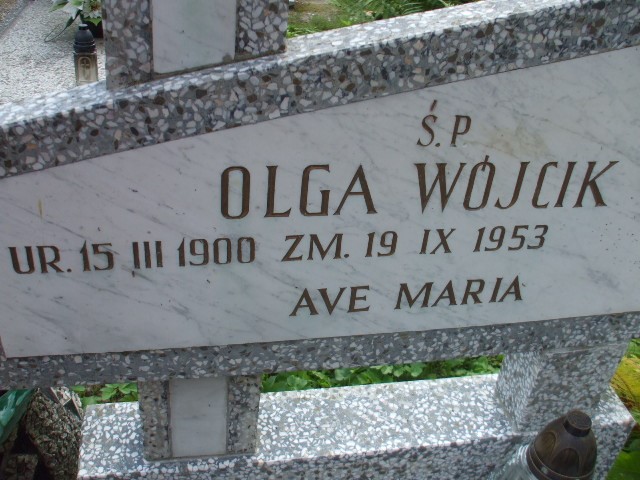 Ś.P
OLGA WÓJCIK
UR. 15 III 1900 ZM. 19 IX 1953
AVE MARIA